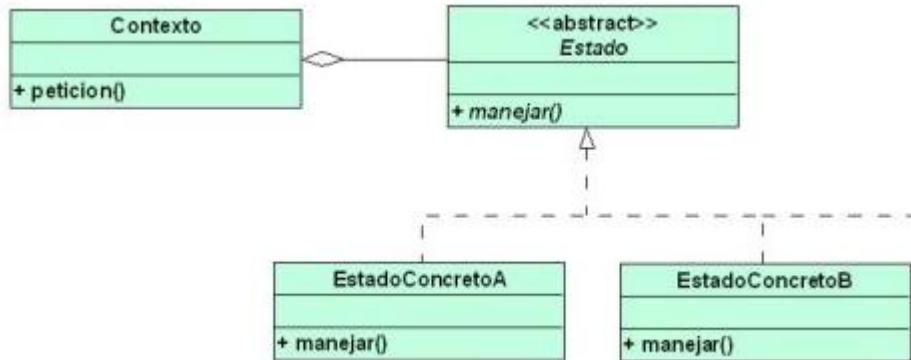 Contexto
+ peticion()
<<abstract>>
Estado
+ manejar()
EstadoConcretoA
+ manejar()
EstadoConcretoB
+ manejar()